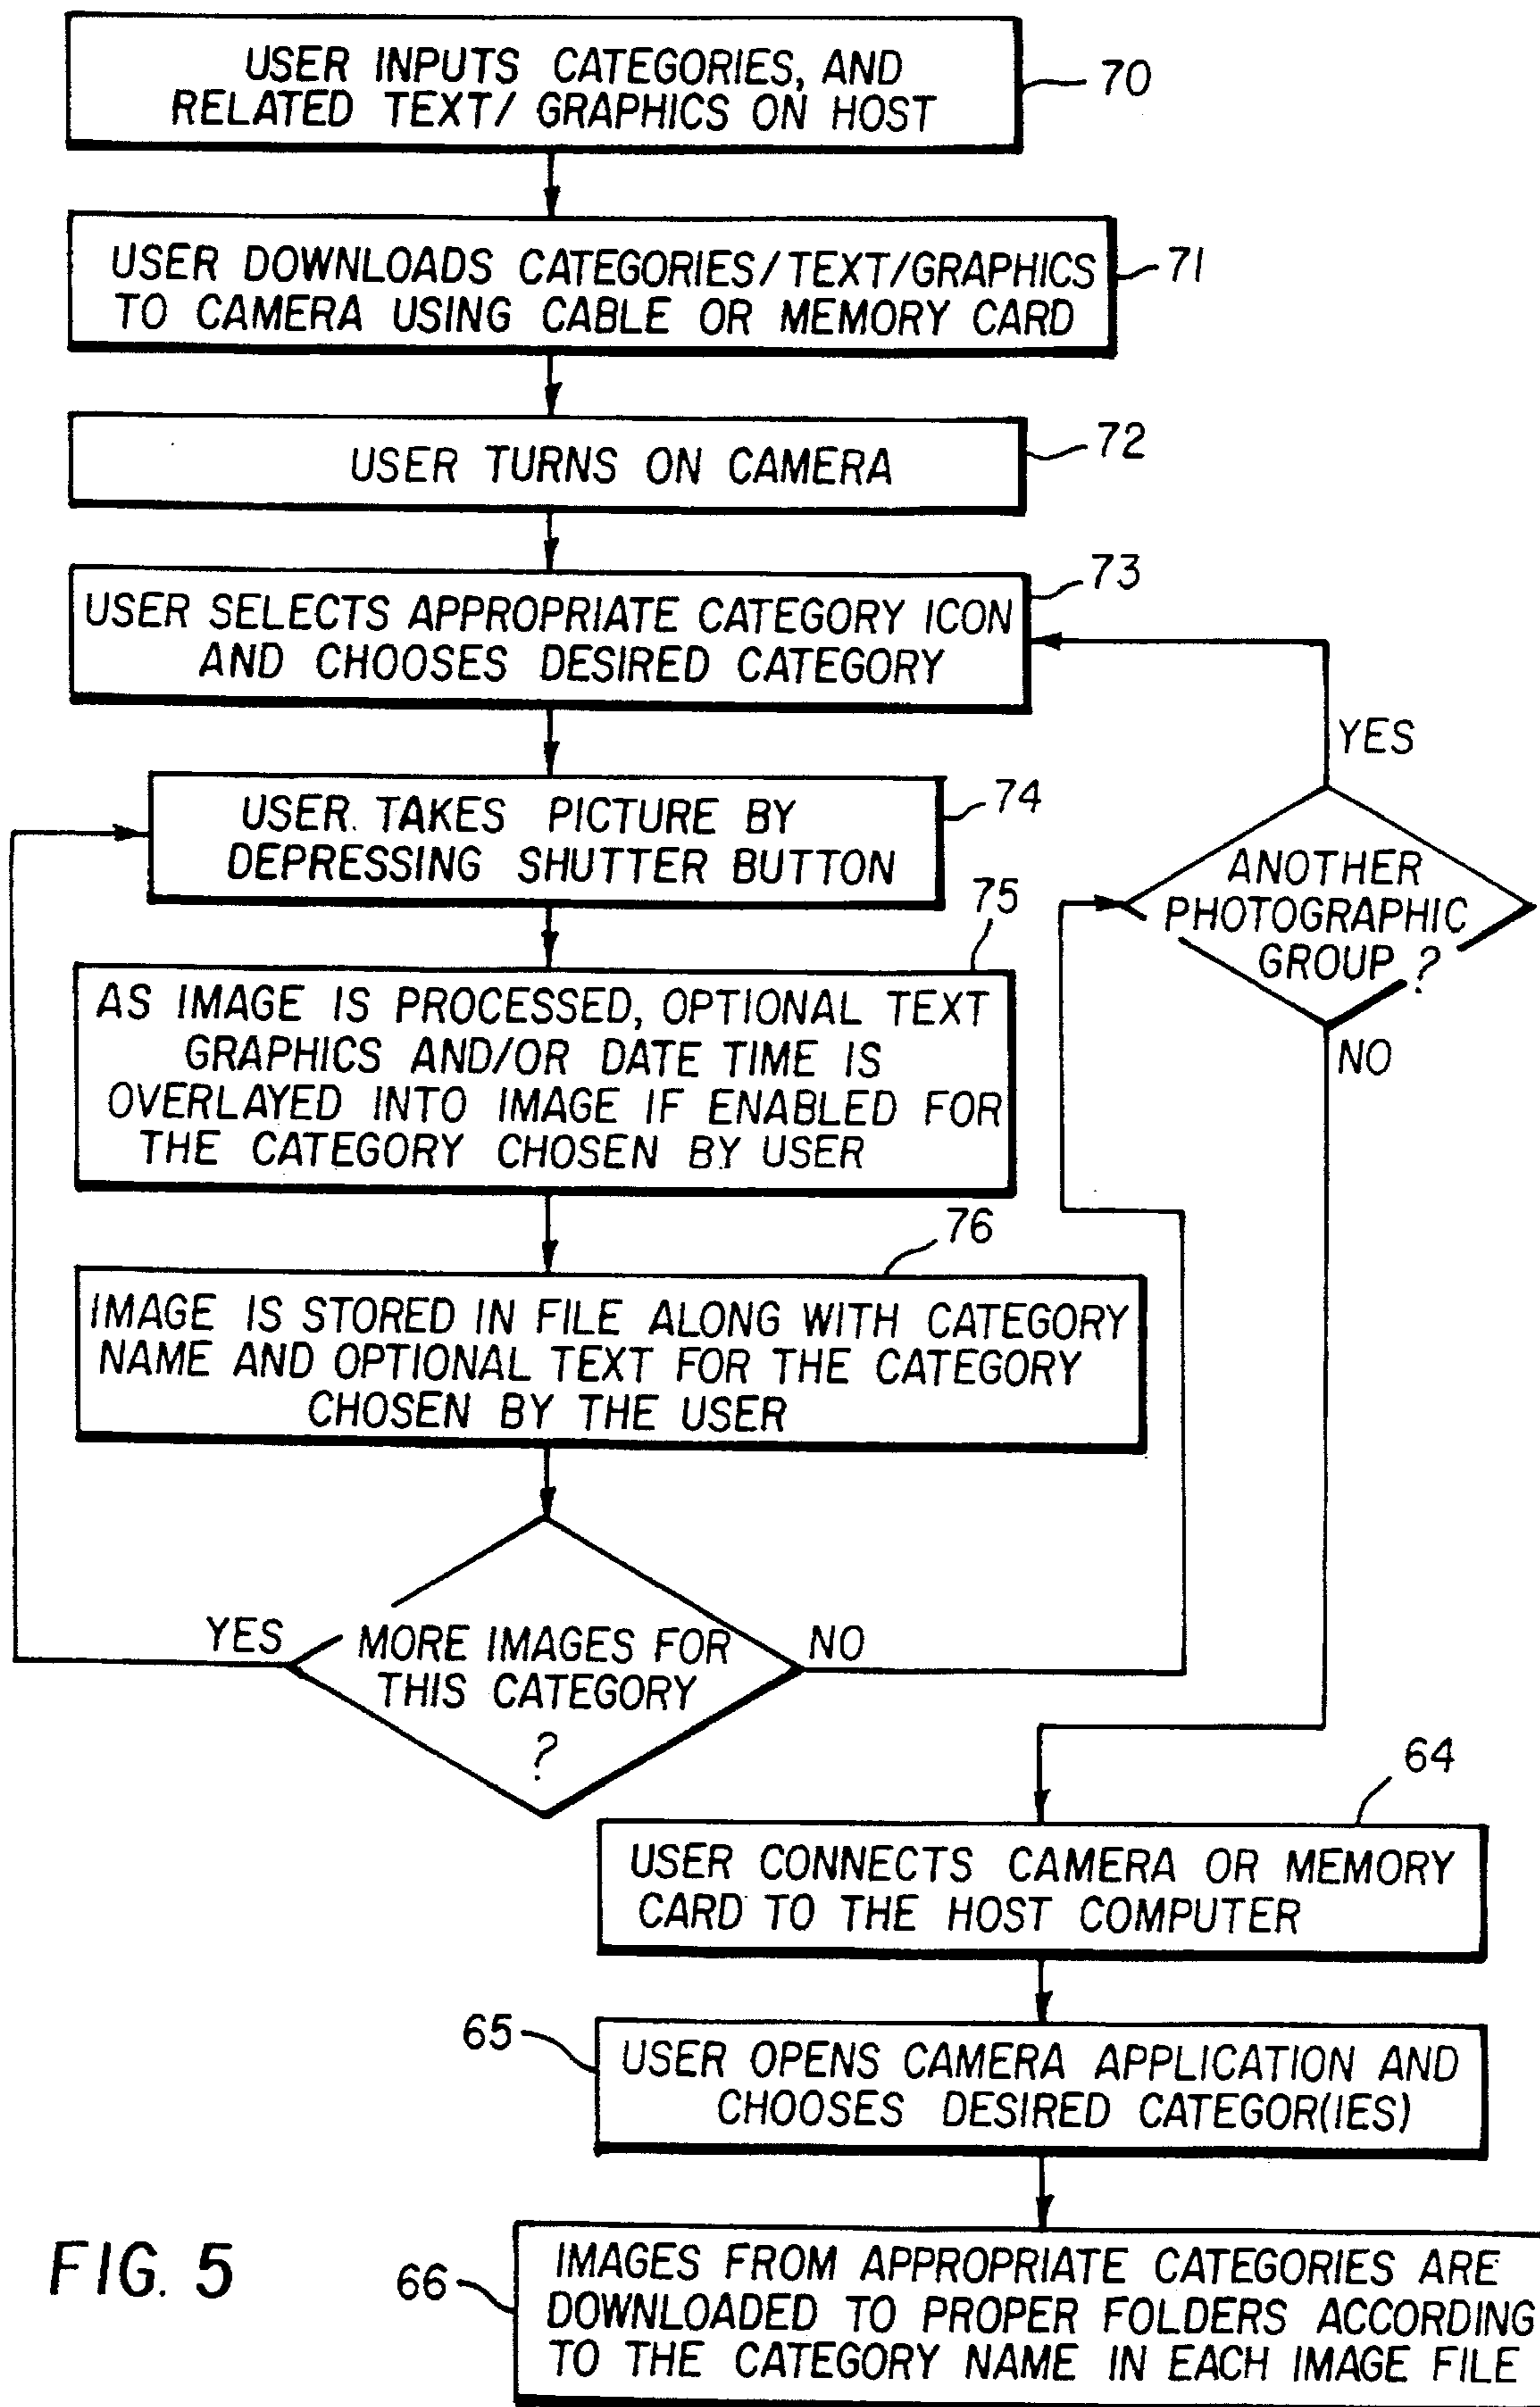 USER INPUTS CATEGORIES, AND
RELATED TEXT/ GRAPHICS ON HOST
70
USER DOWNLOADS CATEGORIES/TEXT/GRAPHICS
TO CAMERA USING CABLE OR MEMORY CARD
71
USER TURNS ON CAMERA
72
USER SELECTS APPROPRIATE CATEGORY ICON
AND CHOOSES DESIRED CATEGORY
73
USER TAKES PICTURE BY
DEPRESSING SHUTTER BUTTON
74
YES
ANOTHER
PHOTOGRAPHIC
GROUP ?
NO
75
AS IMAGE IS PROCESSED, OPTIONAL TEXT
GRAPHICS AND/OR DATE TIME IS
OVERLAYED INTO IMAGE IF ENABLED FOR
THE CATEGORY CHOSEN BY USER
76
IMAGE IS STORED IN FILE ALONG WITH CATEGORY
NAME AND OPTIONAL TEXT FOR THE CATEGORY
CHOSEN BY THE USER
YES
MORE IMAGES FOR
THIS CATEGORY
?
NO
64
USER CONNECTS CAMERA OR MEMORY
CARD TO THE HOST COMPUTER
65
USER OPENS CAMERA APPLICATION AND
CHOOSES DESIRED CATEGOR(IES)
66
IMAGES FROM APPROPRIATE CATEGORIES ARE
DOWNLOADED TO PROPER FOLDERS ACCORDING
TO THE CATEGORY NAME IN EACH IMAGE FILE
FIG. 5